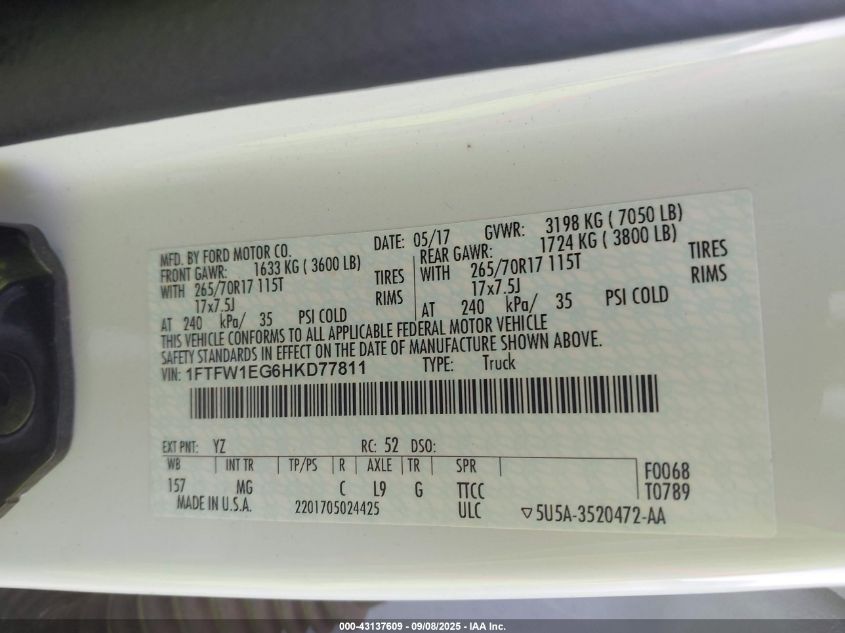 MFD. BY FORD MOTOR CO. DATE: 05/17 GVWR: 3198 KG ( 7050 LB)
FRONT GAWR: 1633 KG ( 3600 LB) REAR GAWR: 1724 KG ( 3800 LB)
WITH 265/70R17 115T TIRES WITH 265/70R17 115T TIRES
17x7.5J RIMS 17x7.5J RIMS
AT 240 kPa/ 35 PSI COLD AT 240 kPa/ 35 PSI COLD
THIS VEHICLE CONFORMS TO ALL APPLICABLE FEDERAL MOTOR VEHICLE
SAFETY STANDARDS IN EFFECT ON THE DATE OF MANUFACTURE SHOWN ABOVE.
VIN: 1FTFW1EG6HKD77811 TYPE: Truck
EXT PNT: YZ RC: 52 DSO:
WB INT TR TP/PS R AXLE TR SPR F0068
157 MG C L9 G TTCC T0789
MADE IN U.S.A. 2201705024425 ULC ▽5U5A-3520472-AA
000-43137609 - 09/08/2025 - IAA Inc.